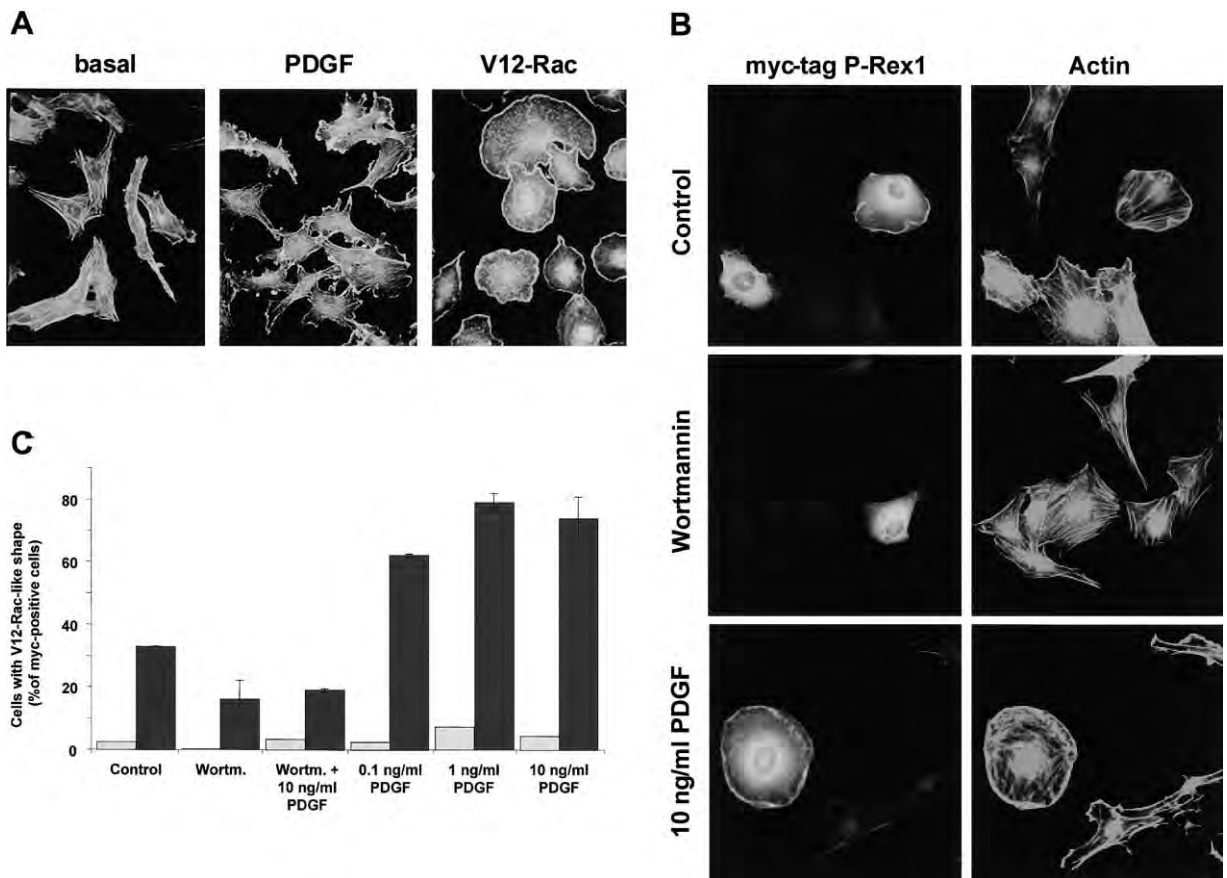 A
basal
PDGF
V12-Rac
B
myc-tag P-Rex1
Actin
Control
Wortmannin
10 ng/ml PDGF
C
Cells with V12-Rac-like shape
(% of myc-positive cells)
80
60
40
20
0
Control
Wortm.
Wortm. +
10 ng/ml
PDGF
0.1 ng/ml
PDGF
1 ng/ml
PDGF
10 ng/ml
PDGF